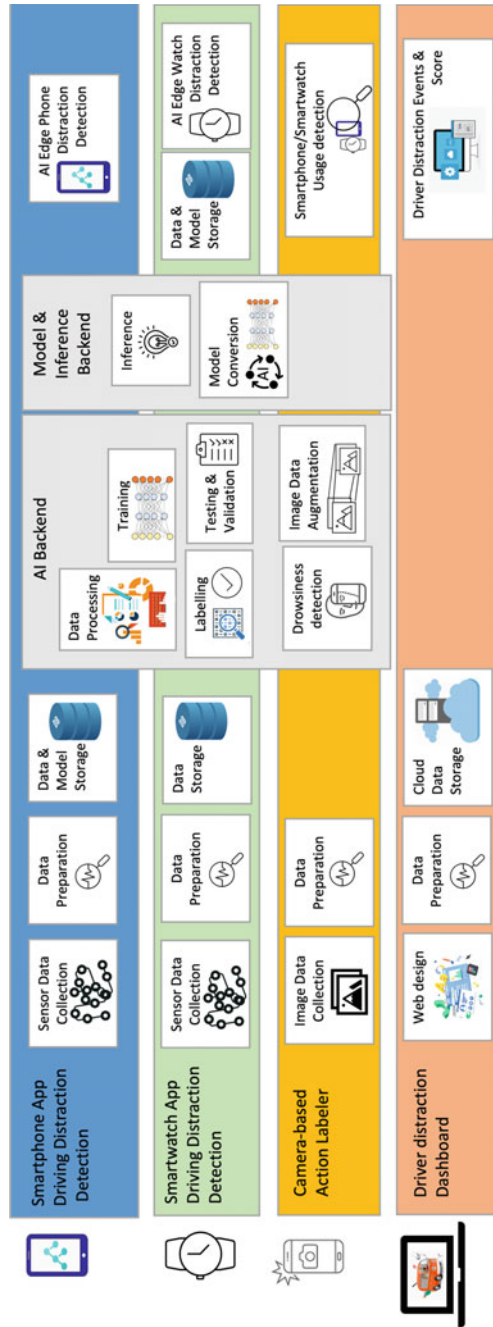 Smartphone App
Driving Distraction
Detection
Sensor Data
Collection
Data
Preparation
Data &
Model
Storage
AI Backend
Data
Processing
Training
Labelling
Testing &
Validation
Drowsiness
detection
Image Data
Augmentation
Model &
Inference
Backend
Inference
Model
Conversion
AI
AI Edge Phone
Distraction
Detection
Smartwatch App
Driving Distraction
Detection
Sensor Data
Collection
Data
Preparation
Data
Storage
Data &
Model
Storage
AI Edge Watch
Distraction
Detection
Camera-based
Action Labeler
Image Data
Collection
Data
Preparation
Smartphone/Smartwatch
Usage detection
Driver distraction
Dashboard
Web design
Data
Preparation
Cloud
Data
Storage
Driver Distraction Events &
Score